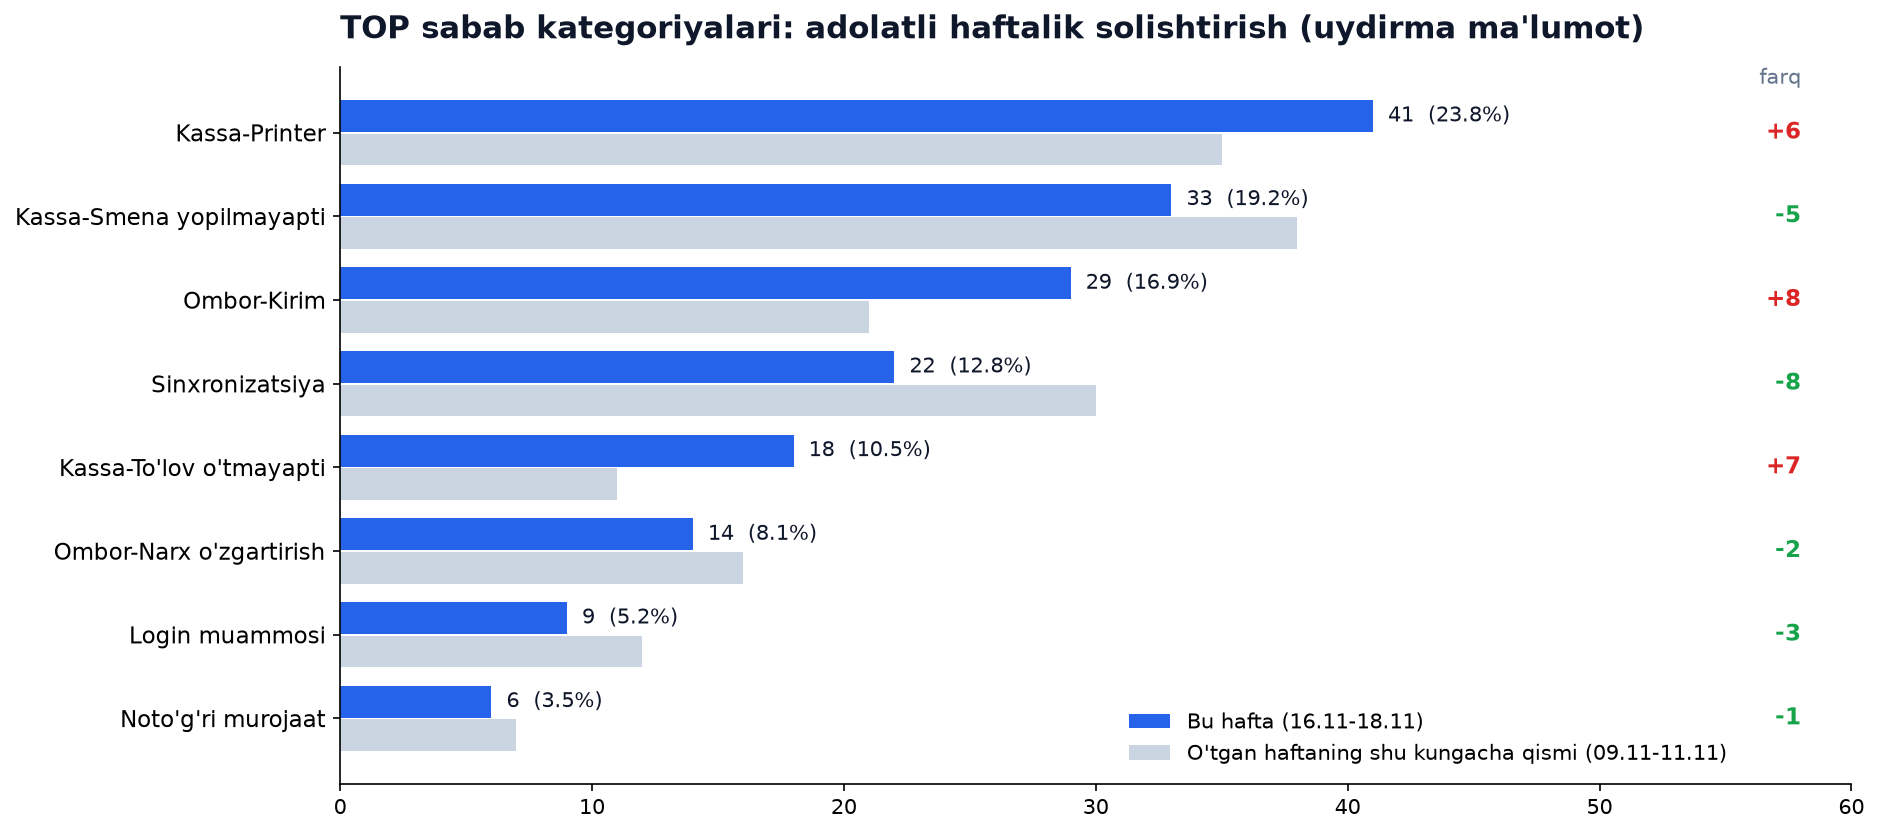 TOP sabab kategoriyalari: adolatli haftalik solishtirish (uydirma ma'lumot)
farq
Kassa-Printer 41 (23.8%) +6
Kassa-Smena yopilmayapti 33 (19.2%) -5
Ombor-Kirim 29 (16.9%) +8
Sinxronizatsiya 22 (12.8%) -8
Kassa-To'lov o'tmayapti 18 (10.5%) +7
Ombor-Narx o'zgartirish 14 (8.1%) -2
Login muammosi 9 (5.2%) -3
Noto'g'ri murojaat 6 (3.5%) -1
Bu hafta (16.11-18.11)
O'tgan haftaning shu kungacha qismi (09.11-11.11)
0 10 20 30 40 50 60